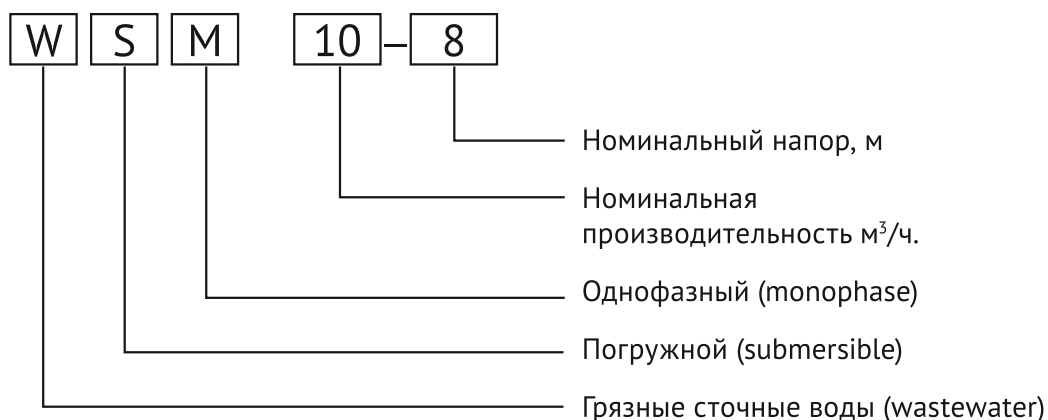 W S M 10–8
Номинальный напор, м
Номинальная
производительность м³/ч.
Однофазный (monophase)
Погружной (submersible)
Грязные сточные воды (wastewater)